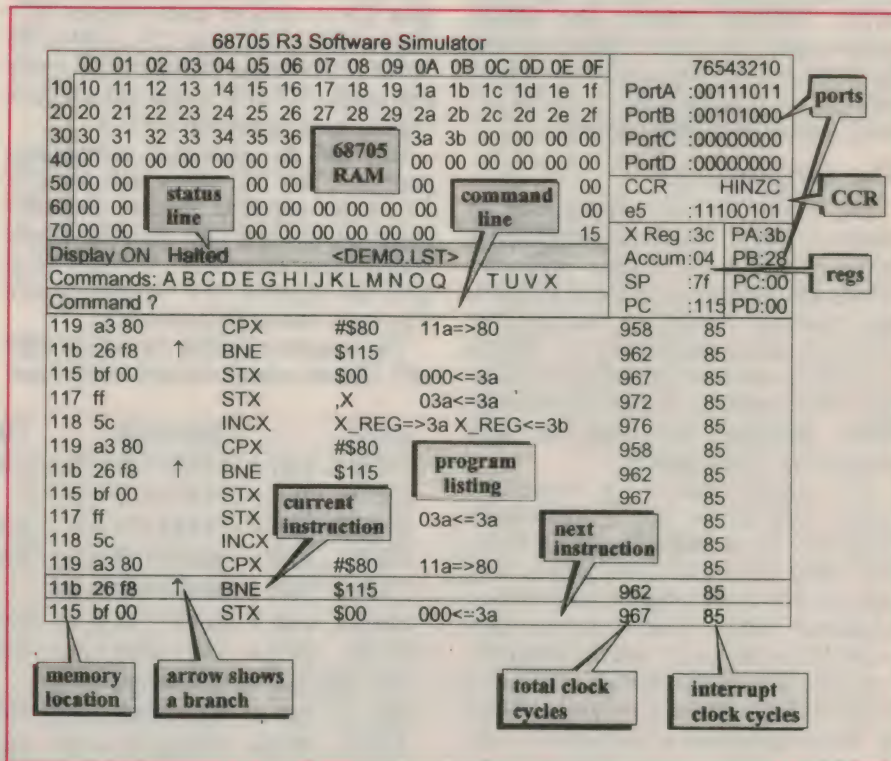 68705 R3 Software Simulator
00 01 02 03 04 05 06 07 08 09 0A 0B 0C 0D 0E 0F
10 10 11 12 13 14 15 16 17 18 19 1a 1b 1c 1d 1e 1f
20 20 21 22 23 24 25 26 27 28 29 2a 2b 2c 2d 2e 2f
30 30 31 32 33 34 35 36 3a 3b 00 00 00 00
40 00 00 00 00 00 00 00 00 00 00 00 00 00
50 00 00 00 00 00 00 00
60 00 00 00 00 00 00 00 00
70 00 00 00 00 00 00 00 15
68705
RAM
status
line
command
line
Display ON Halted <DEMO.LST>
Commands: A B C D E G H I J K L M N O Q T U V X
Command ?
76543210
PortA :00111011
PortB :00101000
PortC :00000000
PortD :00000000
CCR HINZC
e5 :11100101
X Reg :3c PA:3b
Accum:04 PB:28
SP :7f PC:00
PC :115 PD:00
ports
CCR
regs
119 a3 80 CPX #$80 11a=>80 958 85
11b 26 f8 ↑ BNE $115 962 85
115 bf 00 STX $00 000<=3a 967 85
117 ff STX ,X 03a<=3a 972 85
118 5c INCX X_REG=>3a X_REG<=3b 976 85
119 a3 80 CPX #$80 958 85
11b 26 f8 ↑ BNE $115 962 85
115 bf 00 STX 967 85
117 ff STX 03a<=3a 85
118 5c INCX 85
119 a3 80 CPX #$80 11a=>80 85
11b 26 f8 ↑ BNE $115 962 85
115 bf 00 STX $00 000<=3a 967 85
program
listing
current
instruction
next
instruction
memory
location
arrow shows
a branch
total clock
cycles
interrupt
clock cycles